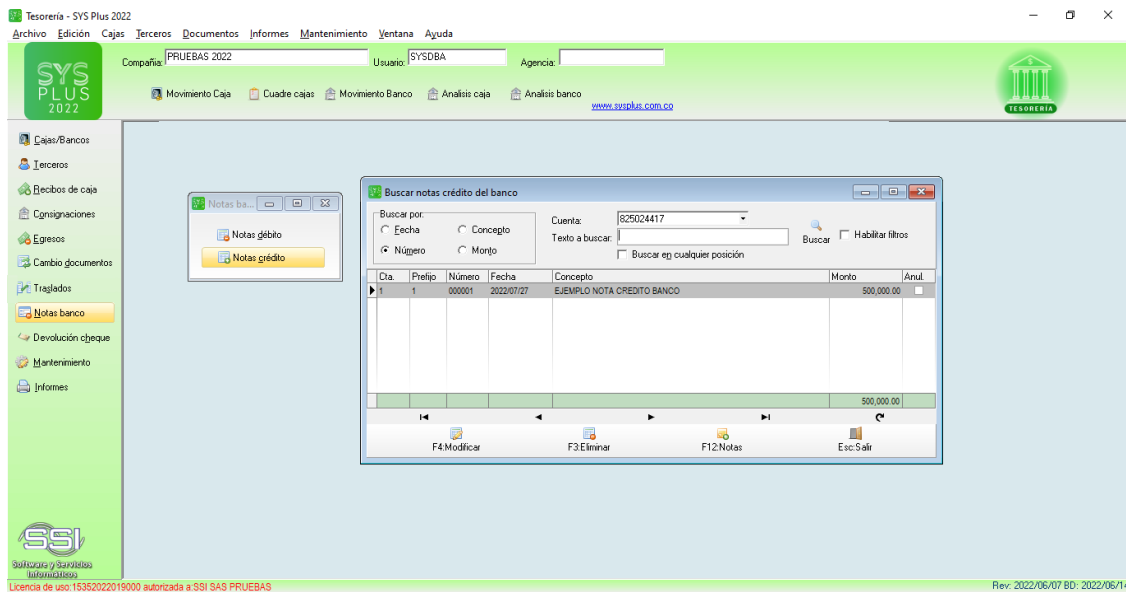 Tesorería - SYS Plus 2022
Archivo Edición Cajas Terceros Documentos Informes Mantenimiento Ventana Ayuda
SYS
PLUS
2022
Compañia: PRUEBAS 2022 Usuario: SYSDBA Agencia:
Movimiento Caja Cuadre cajas Movimiento Banco Analisis caja Analisis banco
www.sysplus.com.co
TESORERIA
Cajas/Bancos
Terceros
Recibos de caja
Consignaciones
Egresos
Cambio documentos
Traslados
Notas banco
Devolución cheque
Mantenimiento
Informes
Notas ba...
Notas débito
Notas crédito
Buscar notas crédito del banco
Buscar por:
Fecha Concepto
Número Monto
Cuenta: 825024417
Texto a buscar:
Buscar en cualquier posición
Buscar
Habilitar filtros
Cta. Prefijo Número Fecha Concepto Monto Anul.
1 1 000001 2022/07/27 EJEMPLO NOTA CREDITO BANCO 500,000.00
500,000.00
F4:Modificar F3:Eliminar F12:Notas Esc:Salir
SSI
Software y Servicios
Informáticos
Licencia de uso:15352022019000 autorizada a:SSI SAS PRUEBAS
Rev: 2022/06/07 BD: 2022/06/14